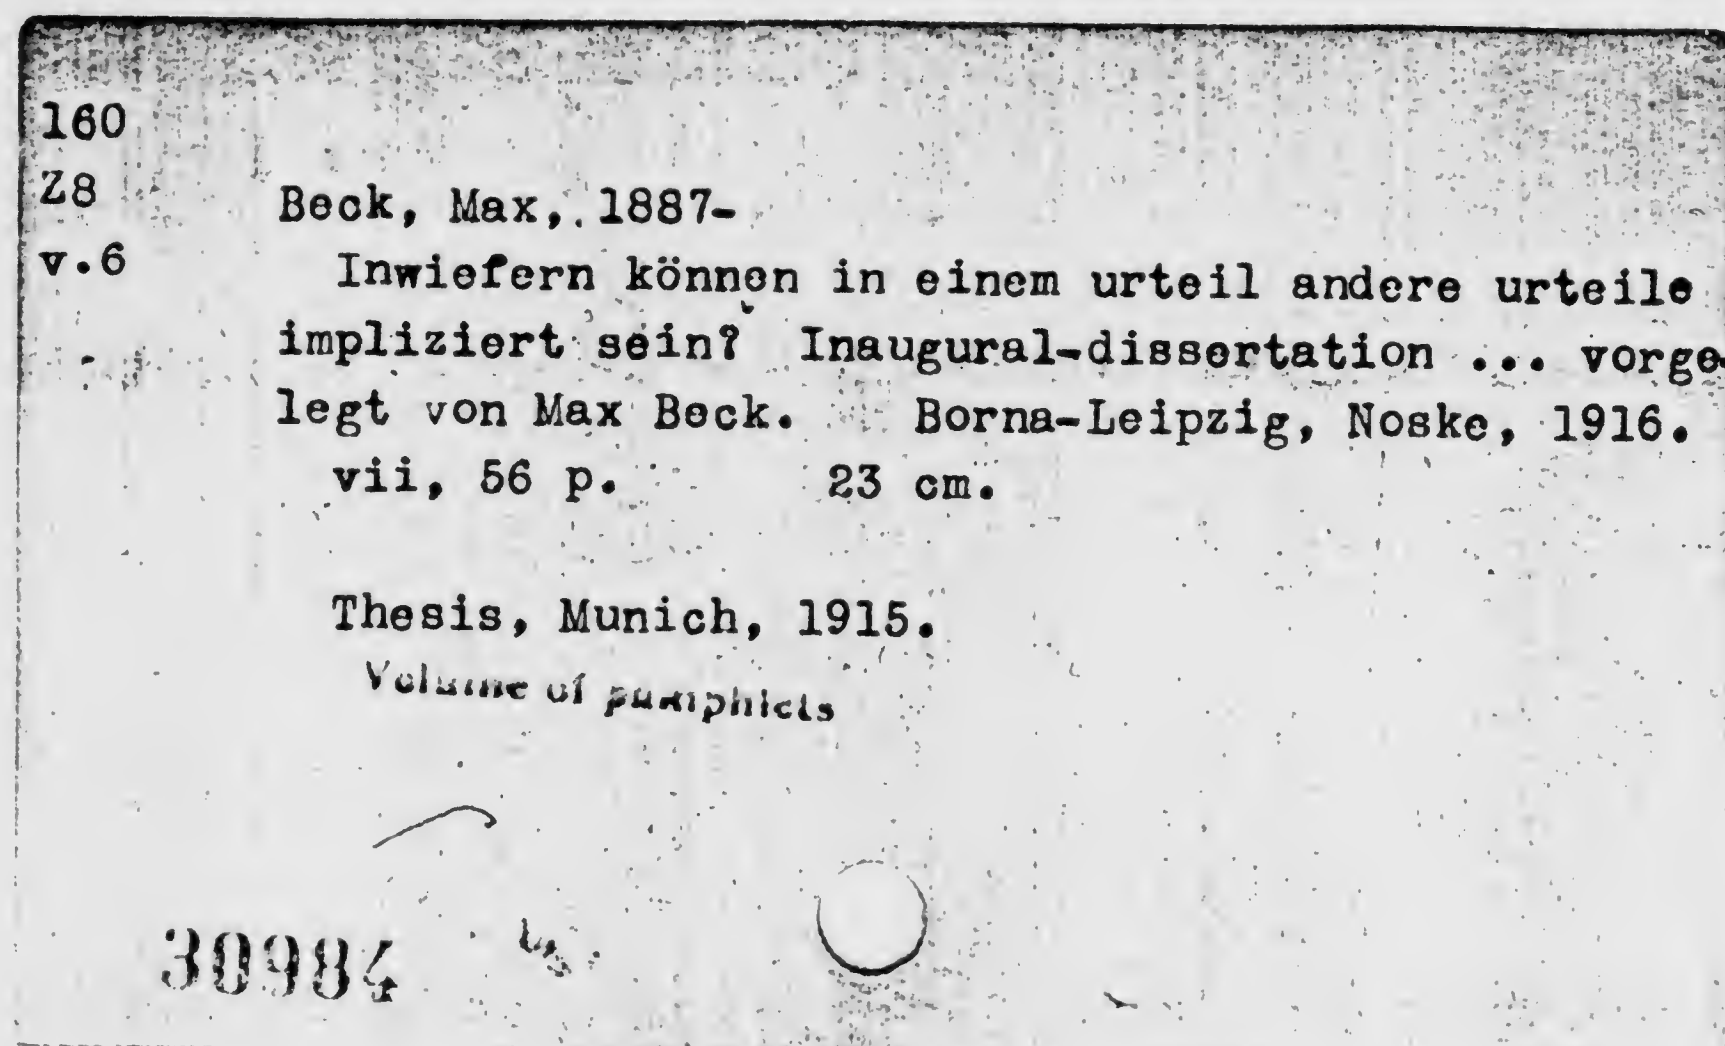 160
Z8
v.6
Beck, Max, 1887-
Inwiefern können in einem urteil andere urteile
impliziert sein? Inaugural-dissertation ... vorge-
legt von Max Beck. Borna-Leipzig, Noske, 1916.
vii, 56 p. 23 cm.
Thesis, Munich, 1915.
Volume of pamphlets
30984